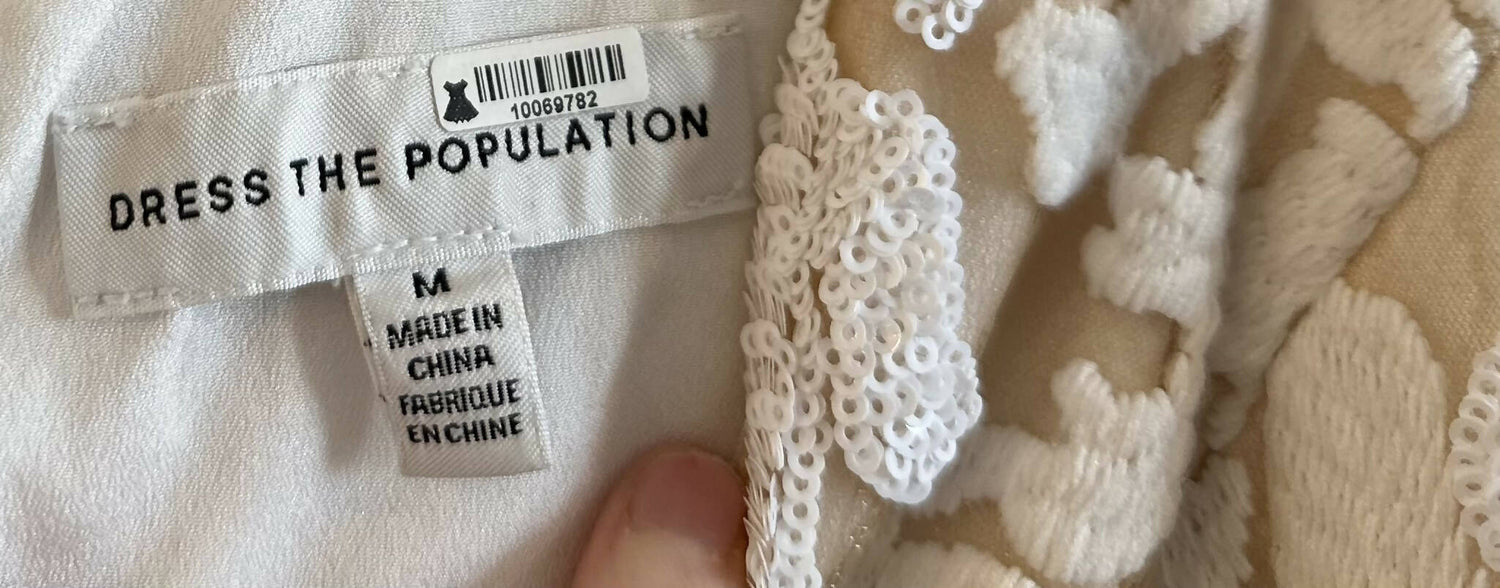 10069782
DRESS THE POPULATION
M
MADE IN
CHINA
FABRIQUE
EN CHINE